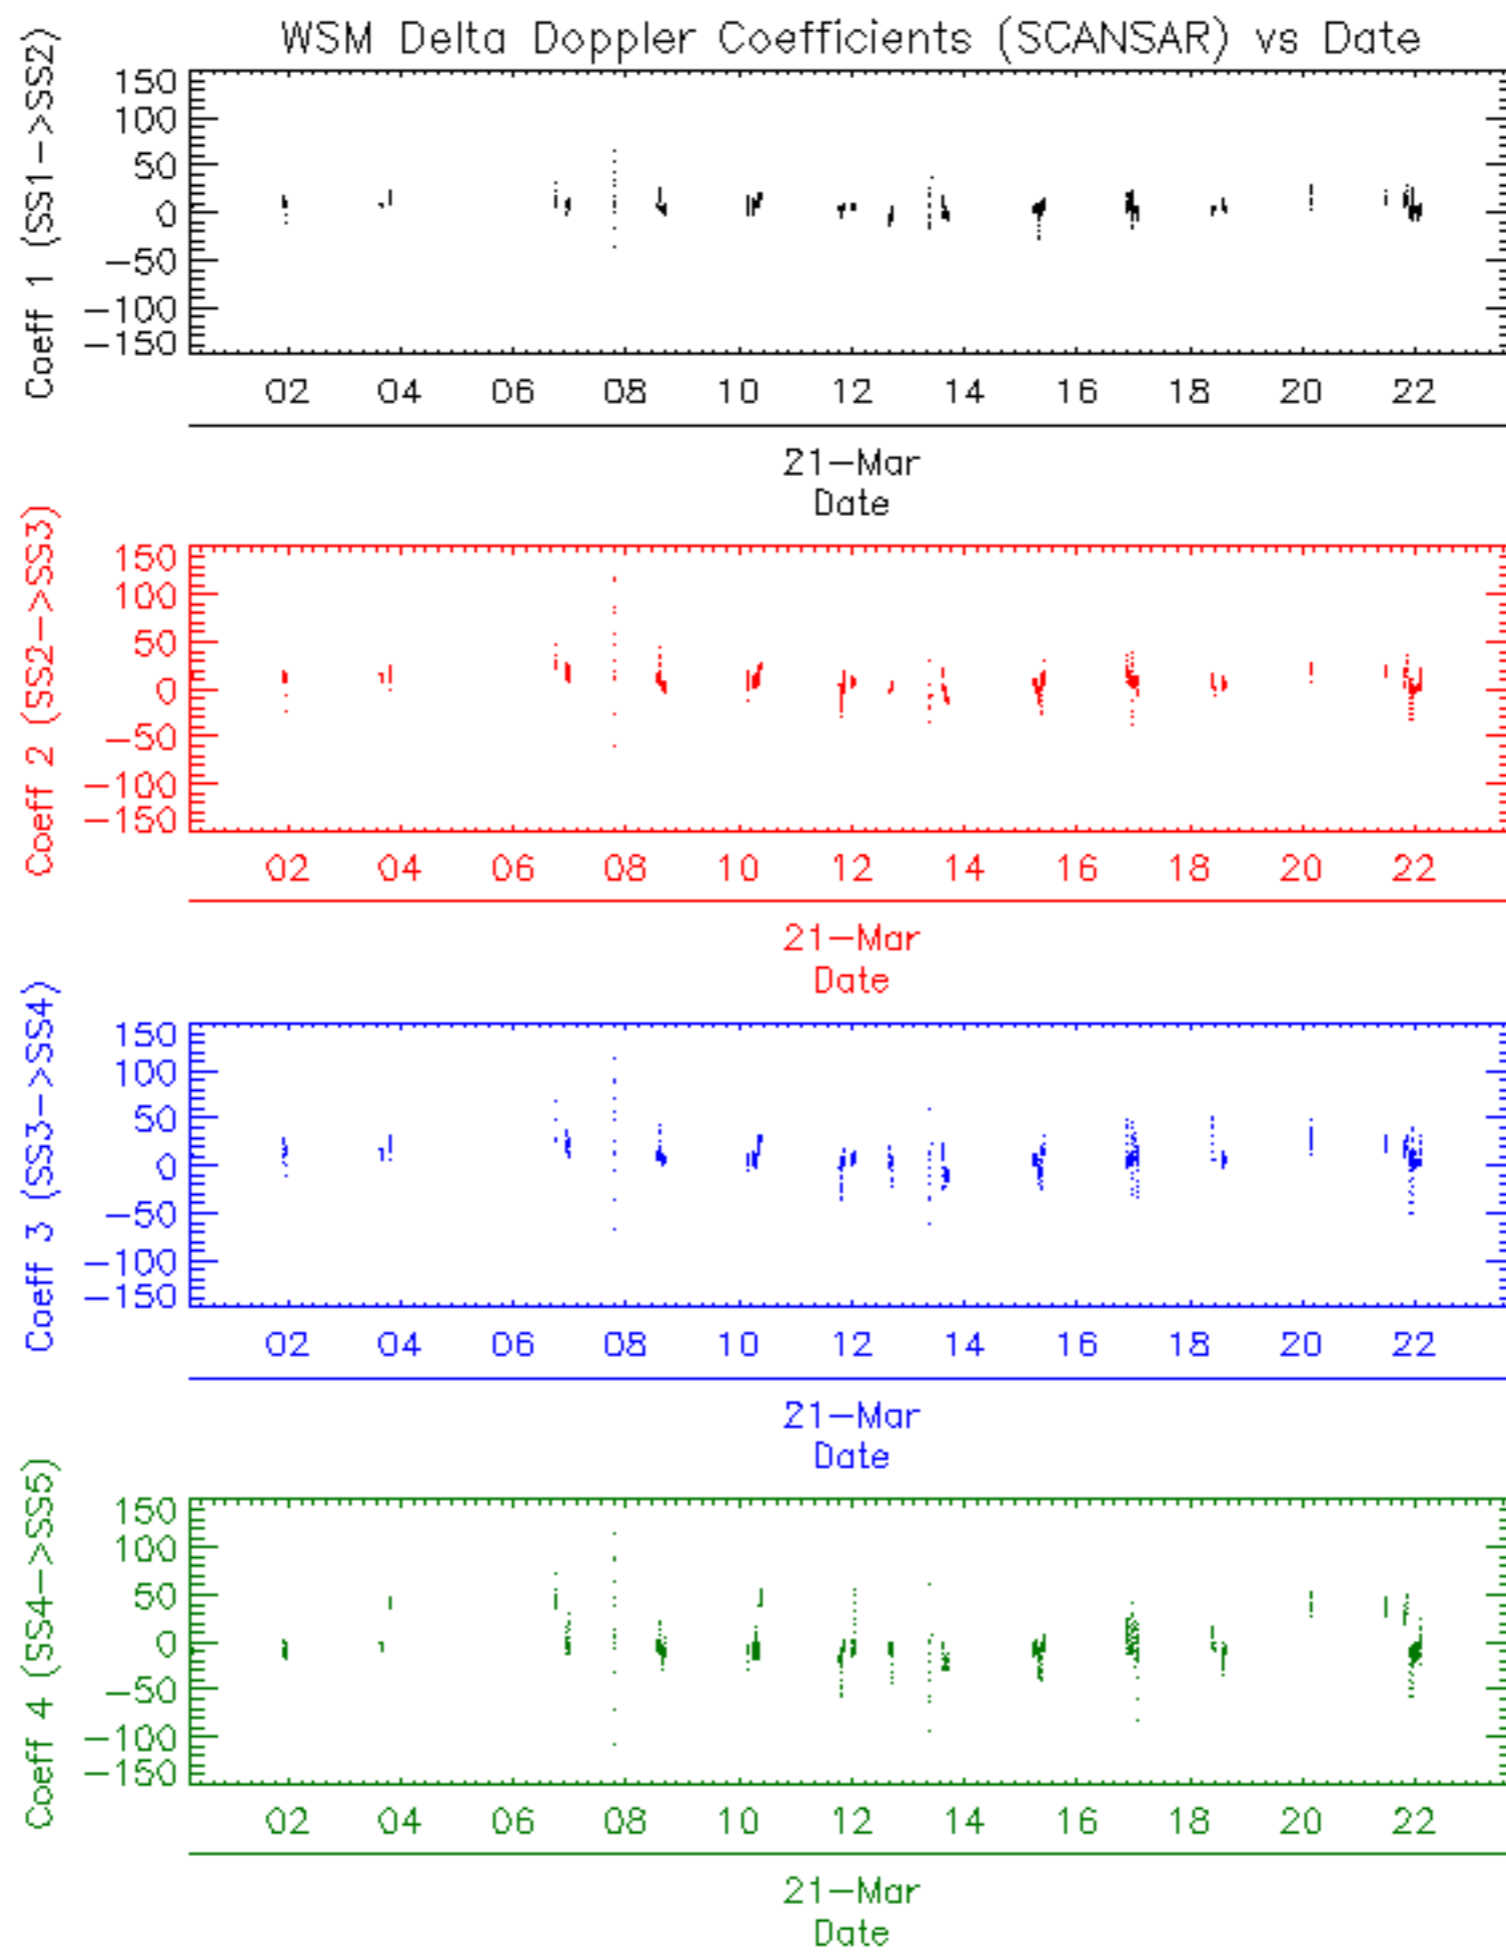 WSM Delta Doppler Coefficients (SCANSAR) vs Date
Coeff 1 (SS1->SS2)
150
100
50
0
-50
-100
-150
02 04 06 08 10 12 14 16 18 20 22
21-Mar
Date
Coeff 2 (SS2->SS3)
150
100
50
0
-50
-100
-150
02 04 06 08 10 12 14 16 18 20 22
21-Mar
Date
Coeff 3 (SS3->SS4)
150
100
50
0
-50
-100
-150
02 04 06 08 10 12 14 16 18 20 22
21-Mar
Date
Coeff 4 (SS4->SS5)
150
100
50
0
-50
-100
-150
02 04 06 08 10 12 14 16 18 20 22
21-Mar
Date